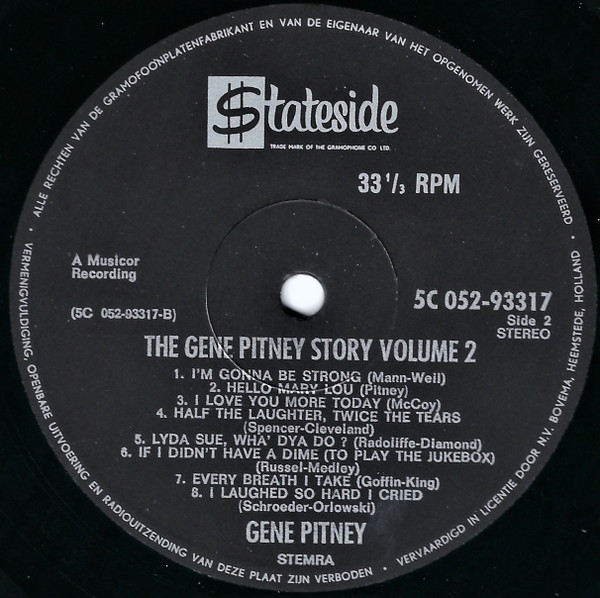 ALLE RECHTEN VAN DE GRAMOFOONPLATENFABRIKANT EN VAN DE EIGENAAR VAN HET OPGENOMEN WERK ZIJN GERESERVEERD •
$tateside
TRADE MARK OF THE GRAMOPHONE CO LTD.
33 1/3 RPM
A Musicor
Recording
(5C 052-93317-B)
5C 052-93317
Side 2
STEREO
THE GENE PITNEY STORY VOLUME 2
1. I'M GONNA BE STRONG (Mann-Weil)
2. HELLO MARY LOU (Pitney)
3. I LOVE YOU MORE TODAY (McCoy)
4. HALF THE LAUGHTER, TWICE THE TEARS
(Spencer-Cleveland)
5. LYDA SUE, WHA' DYA DO ? (Radoliffe-Diamond)
6. IF I DIDN'T HAVE A DIME (TO PLAY THE JUKEBOX)
(Russel-Medley)
7. EVERY BREATH I TAKE (Goffin-King)
8. I LAUGHED SO HARD I CRIED
(Schroeder-Orlowski)
GENE PITNEY
STEMRA
VERMENIGVULDIGING, OPENBARE UITVOERING EN RADIOUITZENDING VAN DEZE PLAAT ZIJN VERBODEN •
VERVAARDIGD IN LICENTIE DOOR N.V. BOVEMA, HEEMSTEDE, HOLLAND •